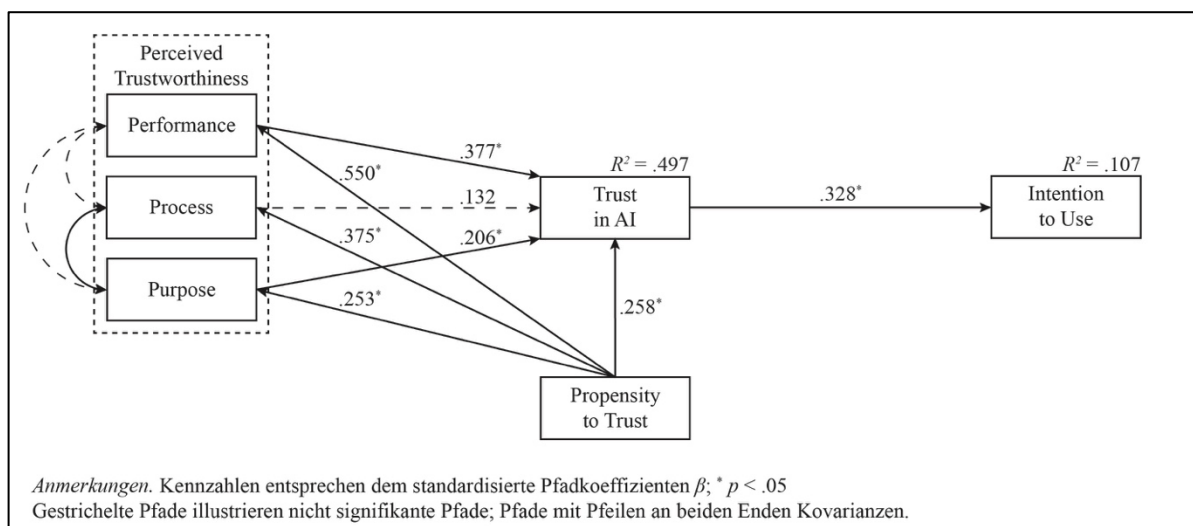 Perceived
Trustworthiness
Performance
Process
Purpose
.377*
.550*
.132
.375*
.206*
.253*
R² = .497
Trust
in AI
.258*
Propensity
to Trust
.328*
R² = .107
Intention
to Use
Anmerkungen. Kennzahlen entsprechen dem standardisierte Pfadkoeffizienten β; * p < .05
Gestrichelte Pfade illustrieren nicht signifikante Pfade; Pfade mit Pfeilen an beiden Enden Kovarianzen.